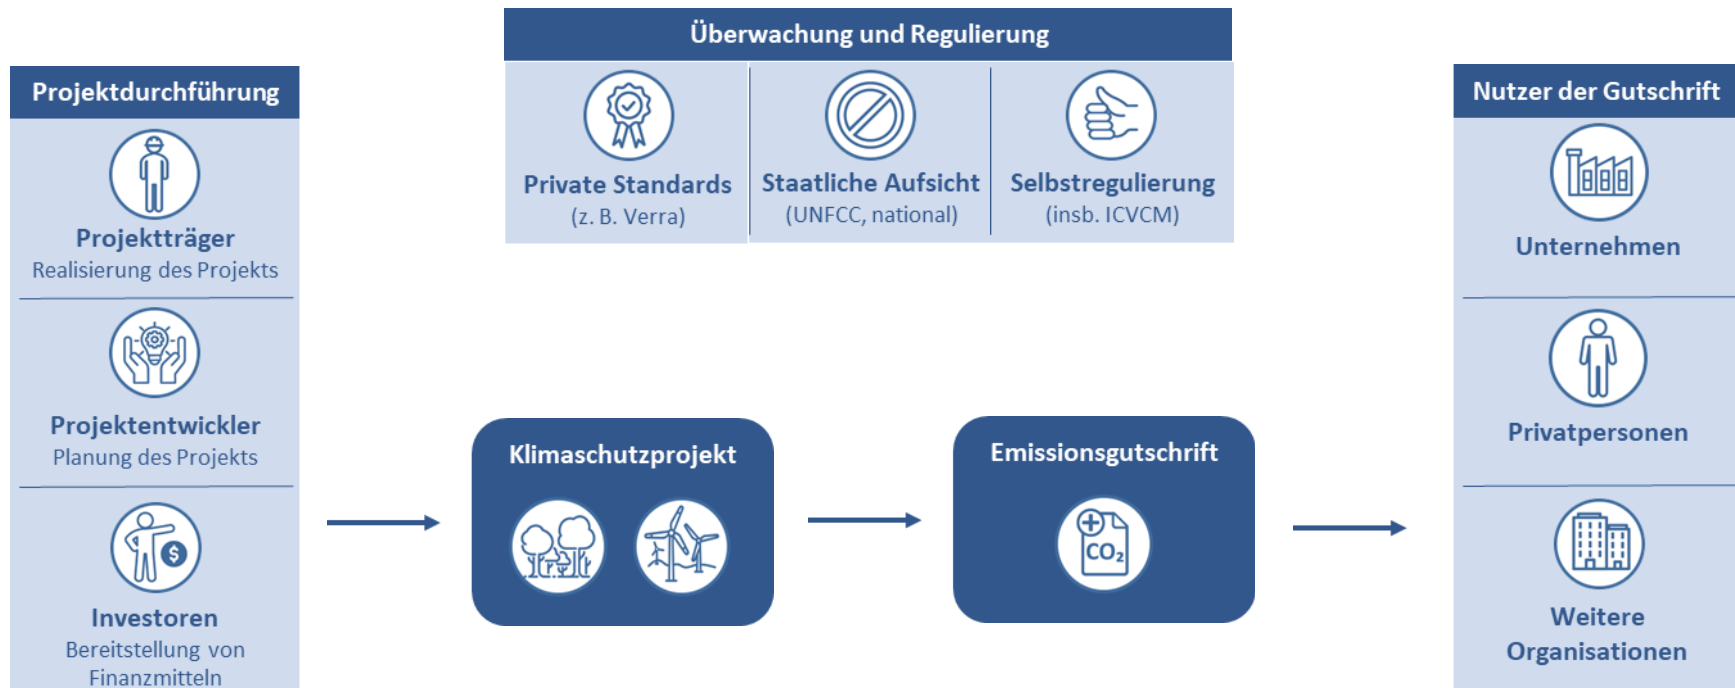 Überwachung und Regulierung
Private Standards
(z. B. Verra)
Staatliche Aufsicht
(UNFCC, national)
Selbstregulierung
(insb. ICVCM)
Projektdurchführung
Projektträger
Realisierung des Projekts
Projektentwickler
Planung des Projekts
$
Investoren
Bereitstellung von
Finanzmitteln
Klimaschutzprojekt
Emissionsgutschrift
CO₂
Nutzer der Gutschrift
Unternehmen
Privatpersonen
Weitere
Organisationen